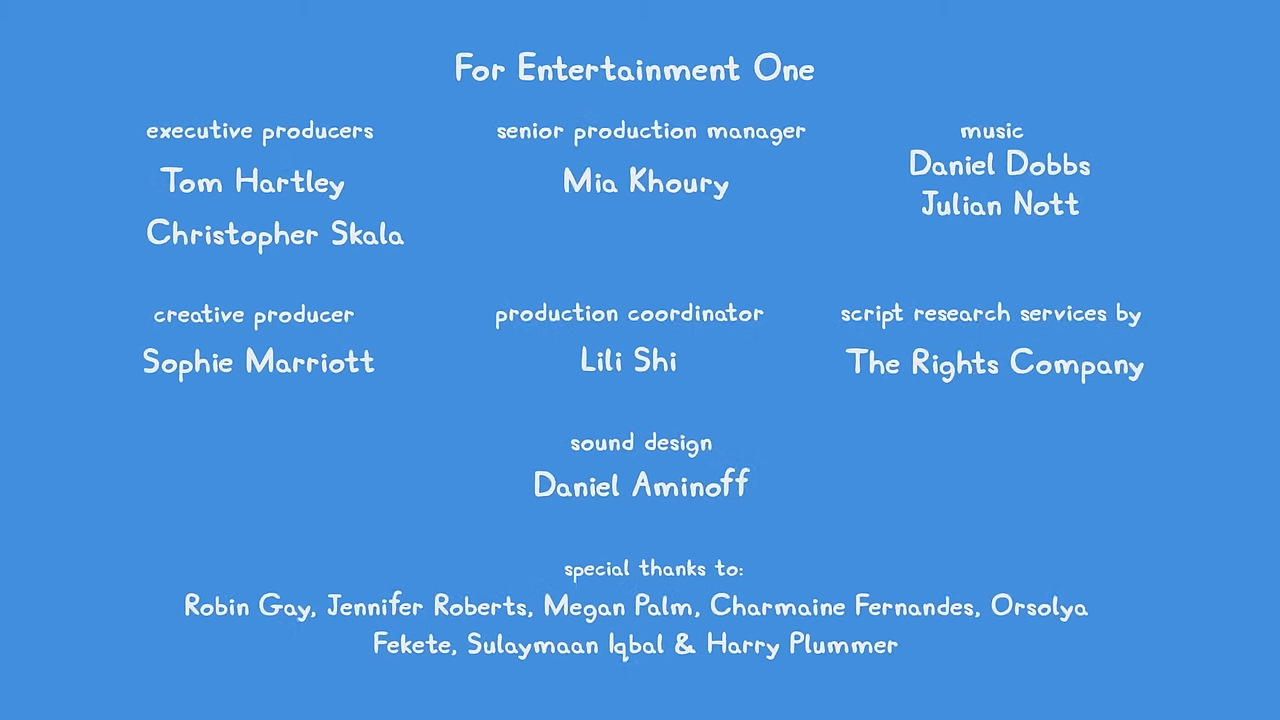 For Entertainment One
executive producers
Tom Hartley
Christopher Skala
senior production manager
Mia Khoury
music
Daniel Dobbs
Julian Nott
creative producer
Sophie Marriott
production coordinator
Lili Shi
script research services by
The Rights Company
sound design
Daniel Aminoff
special thanks to:
Robin Gay, Jennifer Roberts, Megan Palm, Charmaine Fernandes, Orsolya
Fekete, Sulaymaan Iqbal & Harry Plummer